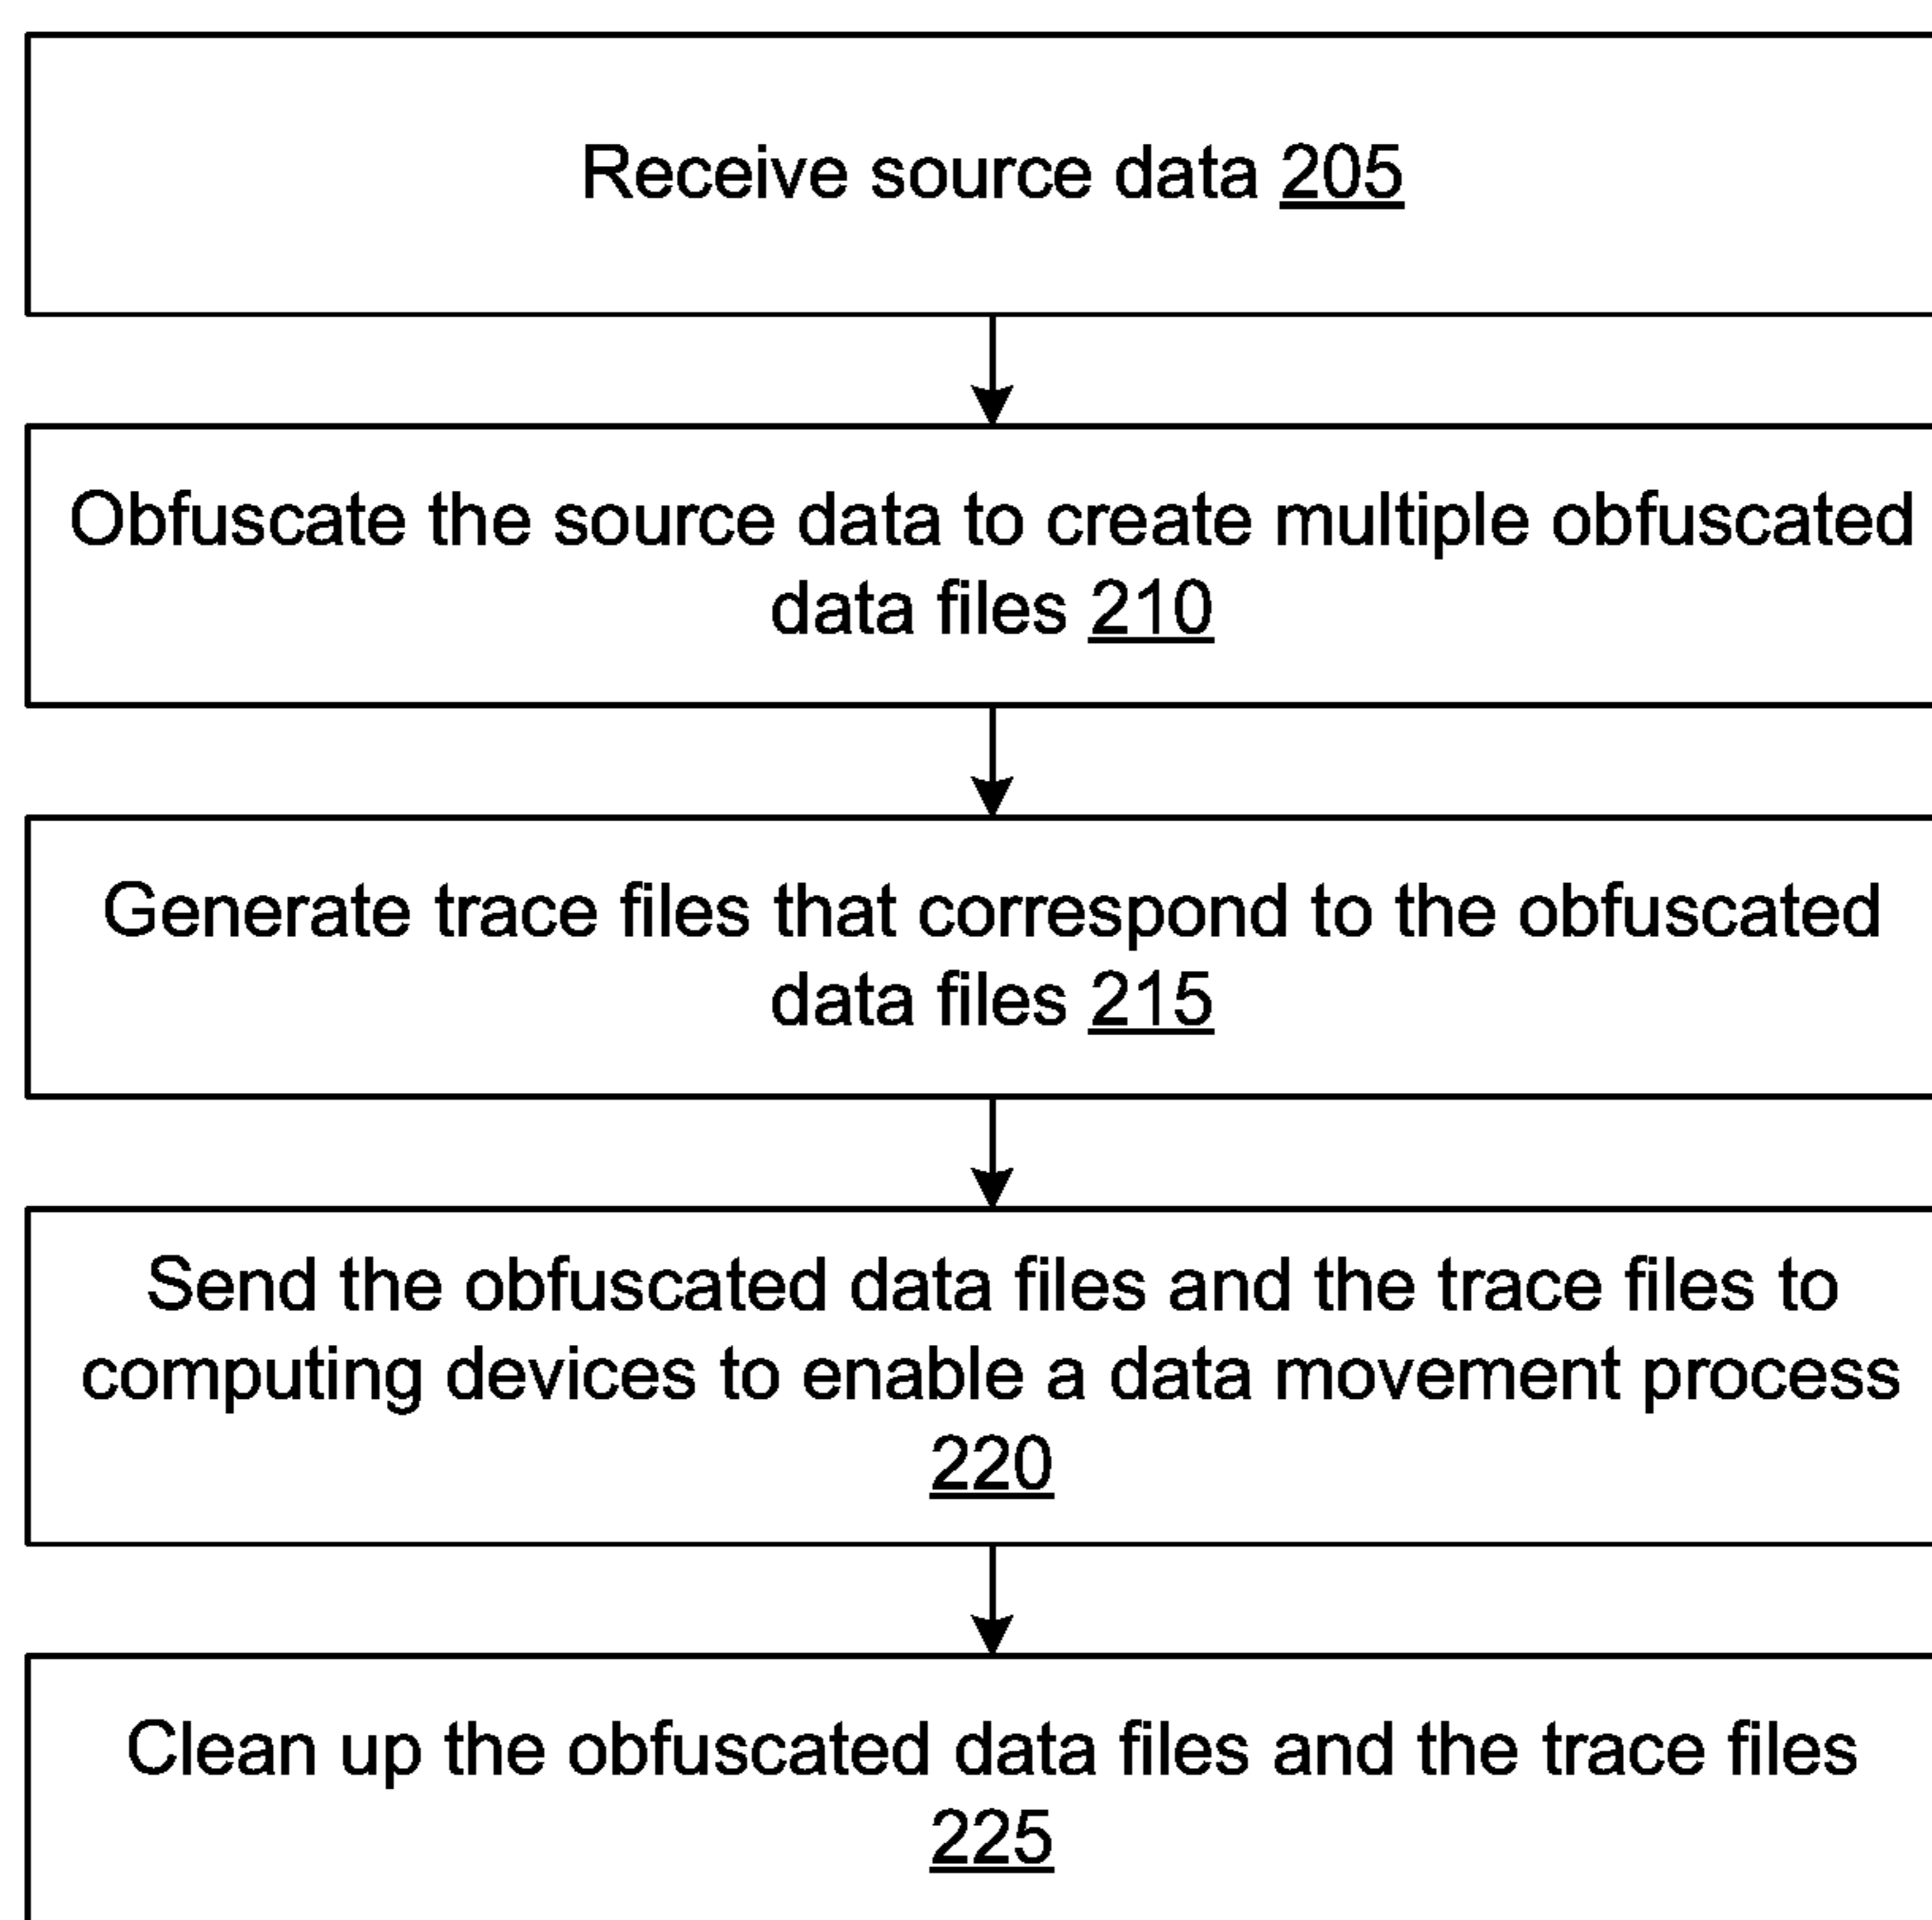 Receive source data 205
Obfuscate the source data to create multiple obfuscated
data files 210
Generate trace files that correspond to the obfuscated
data files 215
Send the obfuscated data files and the trace files to
computing devices to enable a data movement process
220
Clean up the obfuscated data files and the trace files
225